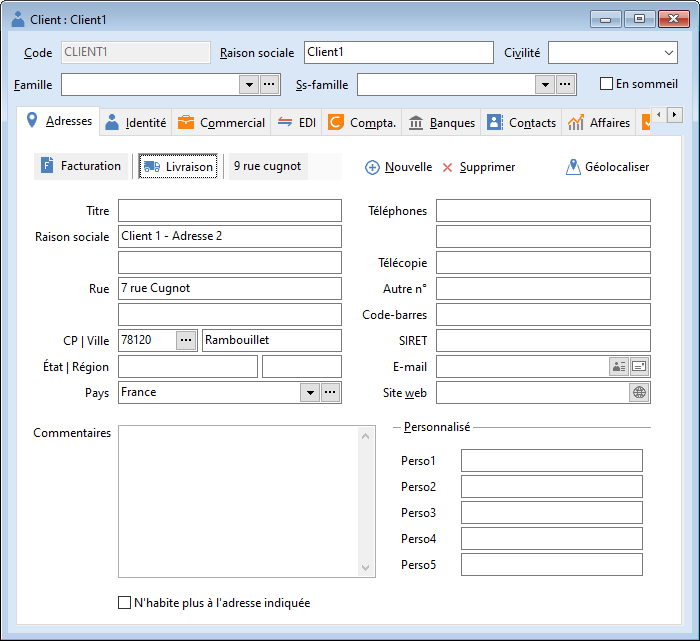 Client : Client1
Code CLIENT1 Raison sociale Client1 Civilité
Famille Ss-famille En sommeil
Adresses Identité Commercial EDI Compta. Banques Contacts Affaires
Facturation Livraison 9 rue cugnot Nouvelle Supprimer Géolocaliser
Titre Téléphones
Raison sociale Client 1 - Adresse 2
Télécopie
Rue 7 rue Cugnot Autre n°
Code-barres
CP | Ville 78120 ... Rambouillet SIRET
État | Région E-mail
Pays France Site web
Commentaires Personnalisé
Perso1
Perso2
Perso3
Perso4
Perso5
N'habite plus à l'adresse indiquée